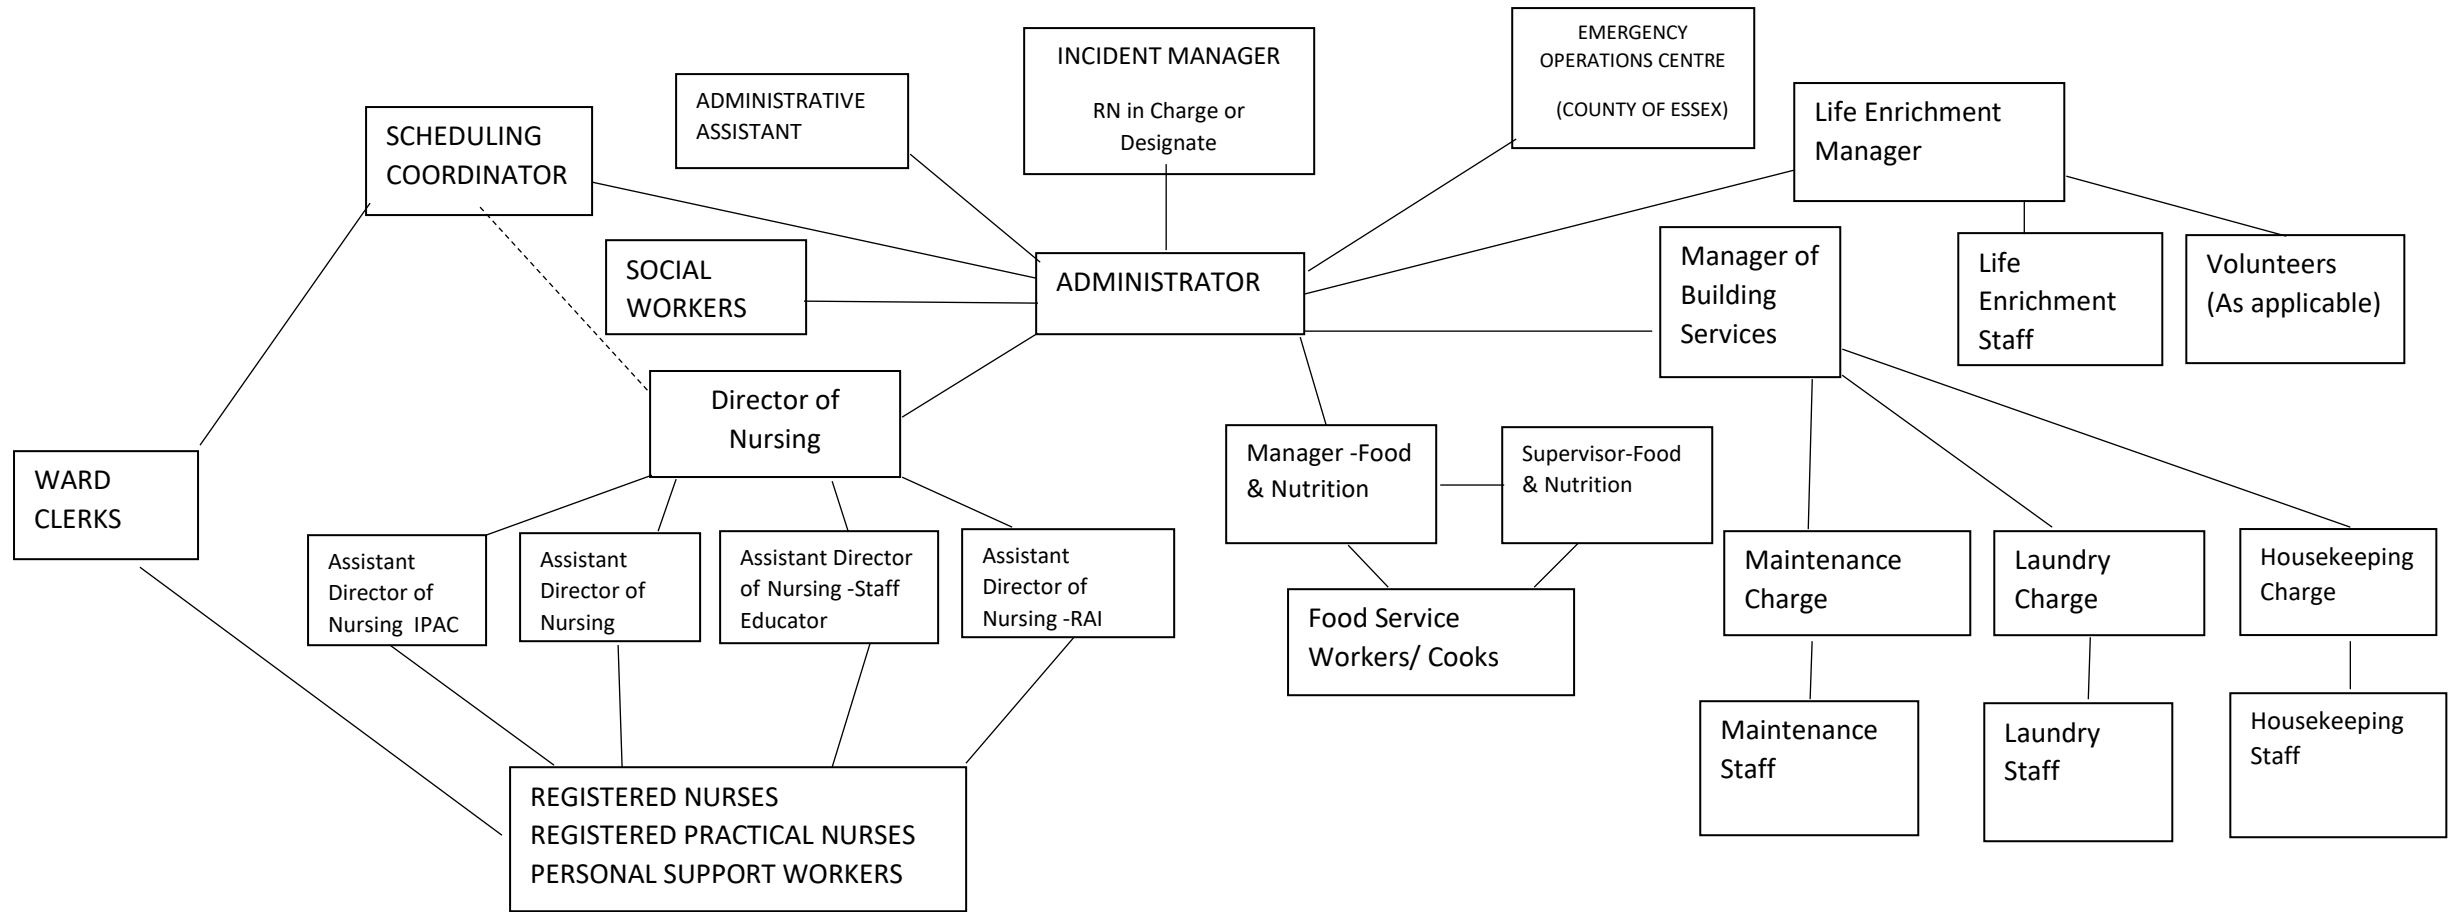 EMERGENCY
OPERATIONS CENTRE
(COUNTY OF ESSEX)
INCIDENT MANAGER
RN in Charge or
Designate
ADMINISTRATIVE
ASSISTANT
Life Enrichment
Manager
SCHEDULING
COORDINATOR
SOCIAL
WORKERS
ADMINISTRATOR
Manager of
Building
Services
Life
Enrichment
Staff
Volunteers
(As applicable)
Director of
Nursing
WARD
CLERKS
Manager -Food
& Nutrition
Supervisor-Food
& Nutrition
Assistant
Director of
Nursing  IPAC
Assistant
Director of
Nursing
Assistant Director
of Nursing -Staff
Educator
Assistant
Director of
Nursing -RAI
Food Service
Workers/ Cooks
Maintenance
Charge
Laundry
Charge
Housekeeping
Charge
Maintenance
Staff
Laundry
Staff
Housekeeping
Staff
REGISTERED NURSES
REGISTERED PRACTICAL NURSES
PERSONAL SUPPORT WORKERS